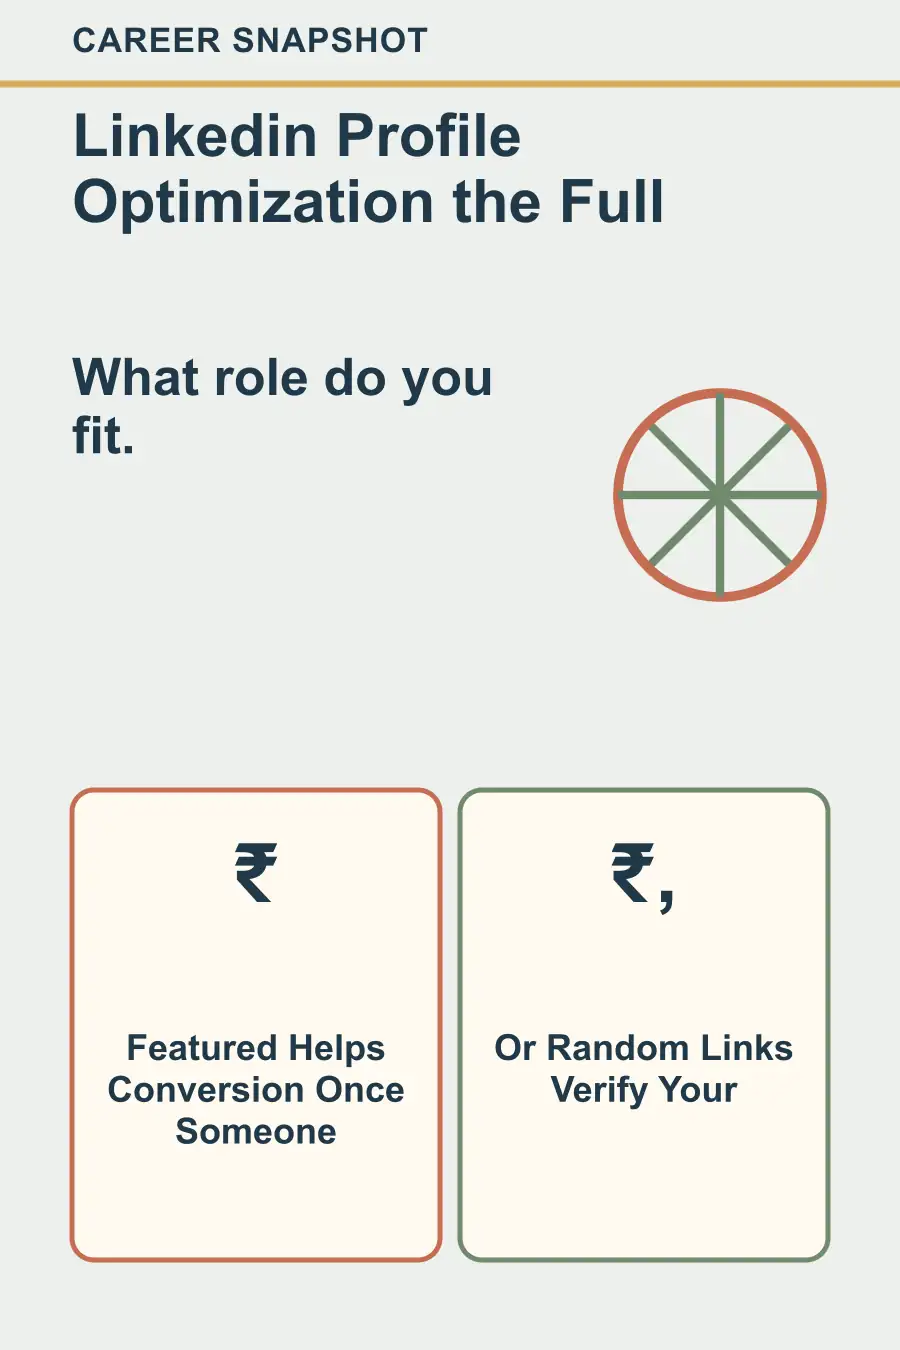 CAREER SNAPSHOT
Linkedin Profile
Optimization the Full
What role do you
fit.
₹
Featured Helps
Conversion Once
Someone
₹,
Or Random Links
Verify Your